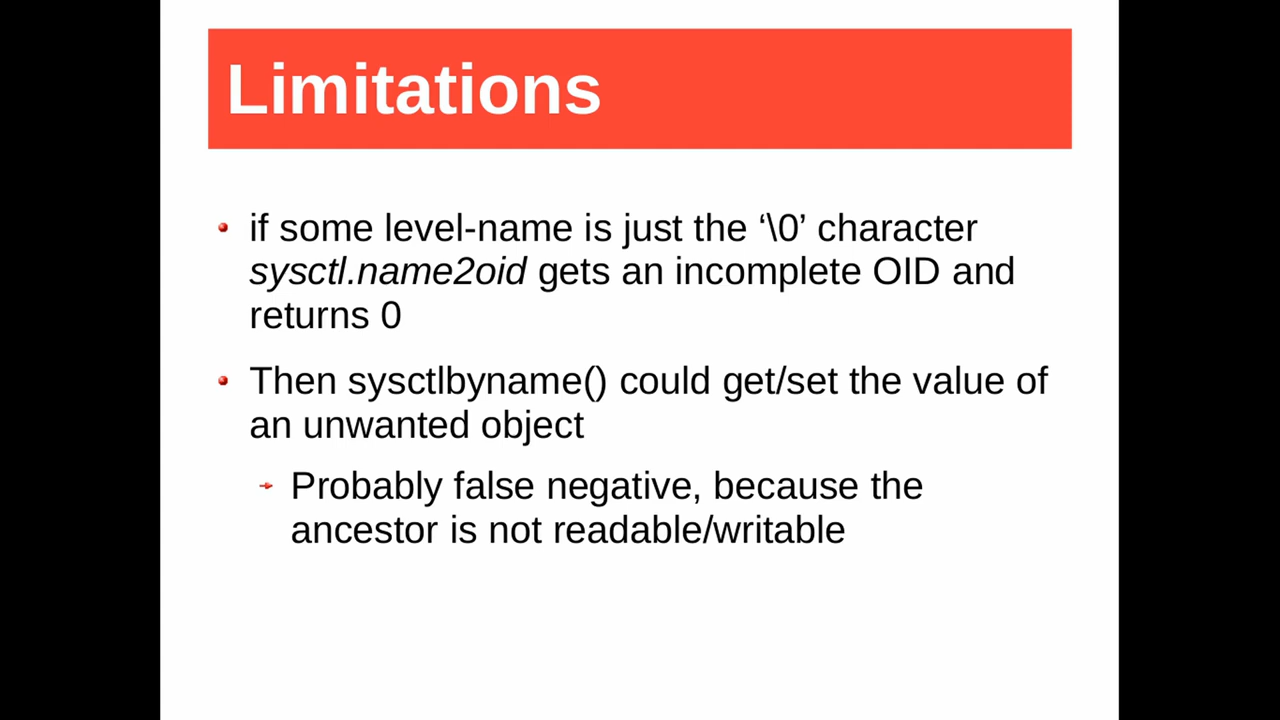 Limitations
if some level-name is just the ‘\0’ character
sysctl.name2oid gets an incomplete OID and
returns 0
Then sysctlbyname() could get/set the value of
an unwanted object
Probably false negative, because the
ancestor is not readable/writable